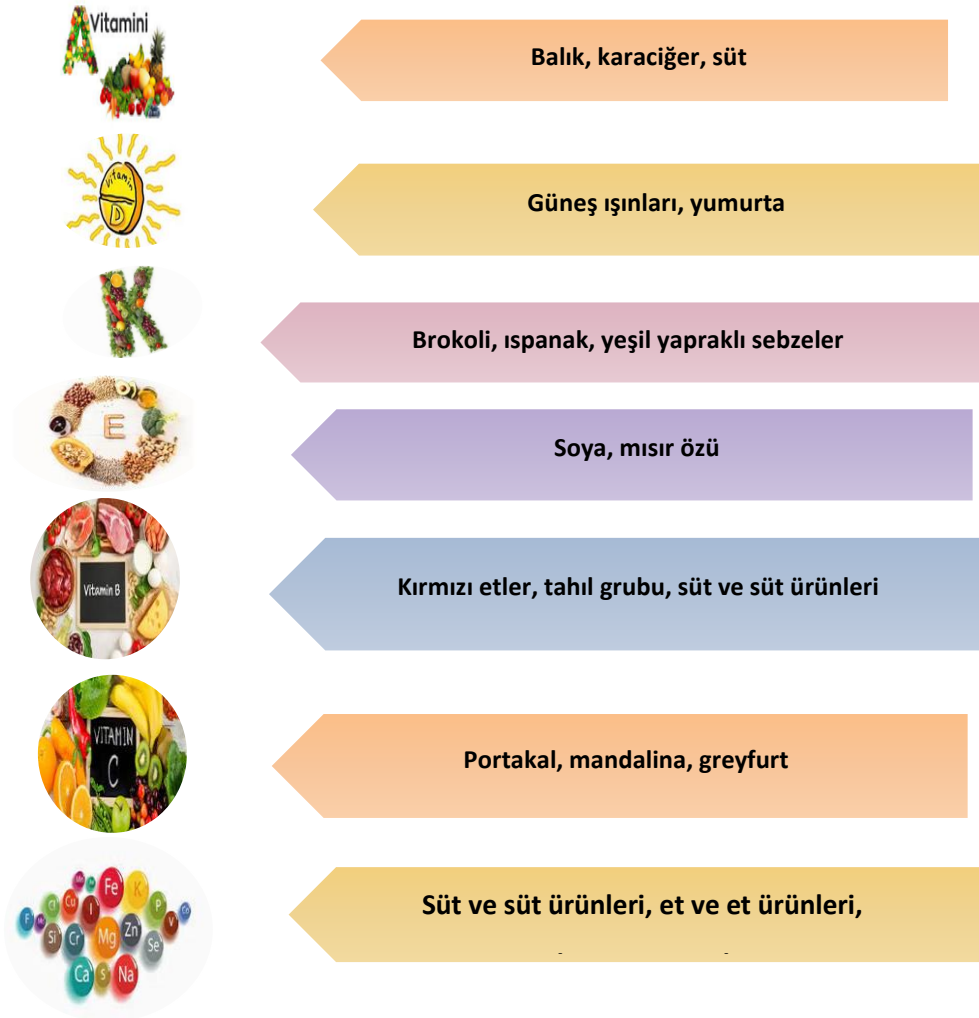 A Vitamini
Balık, karaciğer, süt
Vitamin
D
Güneş ışınları, yumurta
K
Brokoli, ıspanak, yeşil yapraklı sebzeler
E
Soya, mısır özü
Vitamin B
Kırmızı etler, tahıl grubu, süt ve süt ürünleri
VITAMIN
C
Portakal, mandalina, greyfurt
Süt ve süt ürünleri, et ve et ürünleri,
Fe K
Cl Cu I P
F V
Si Cr Mg Zn Se
Ca S Na